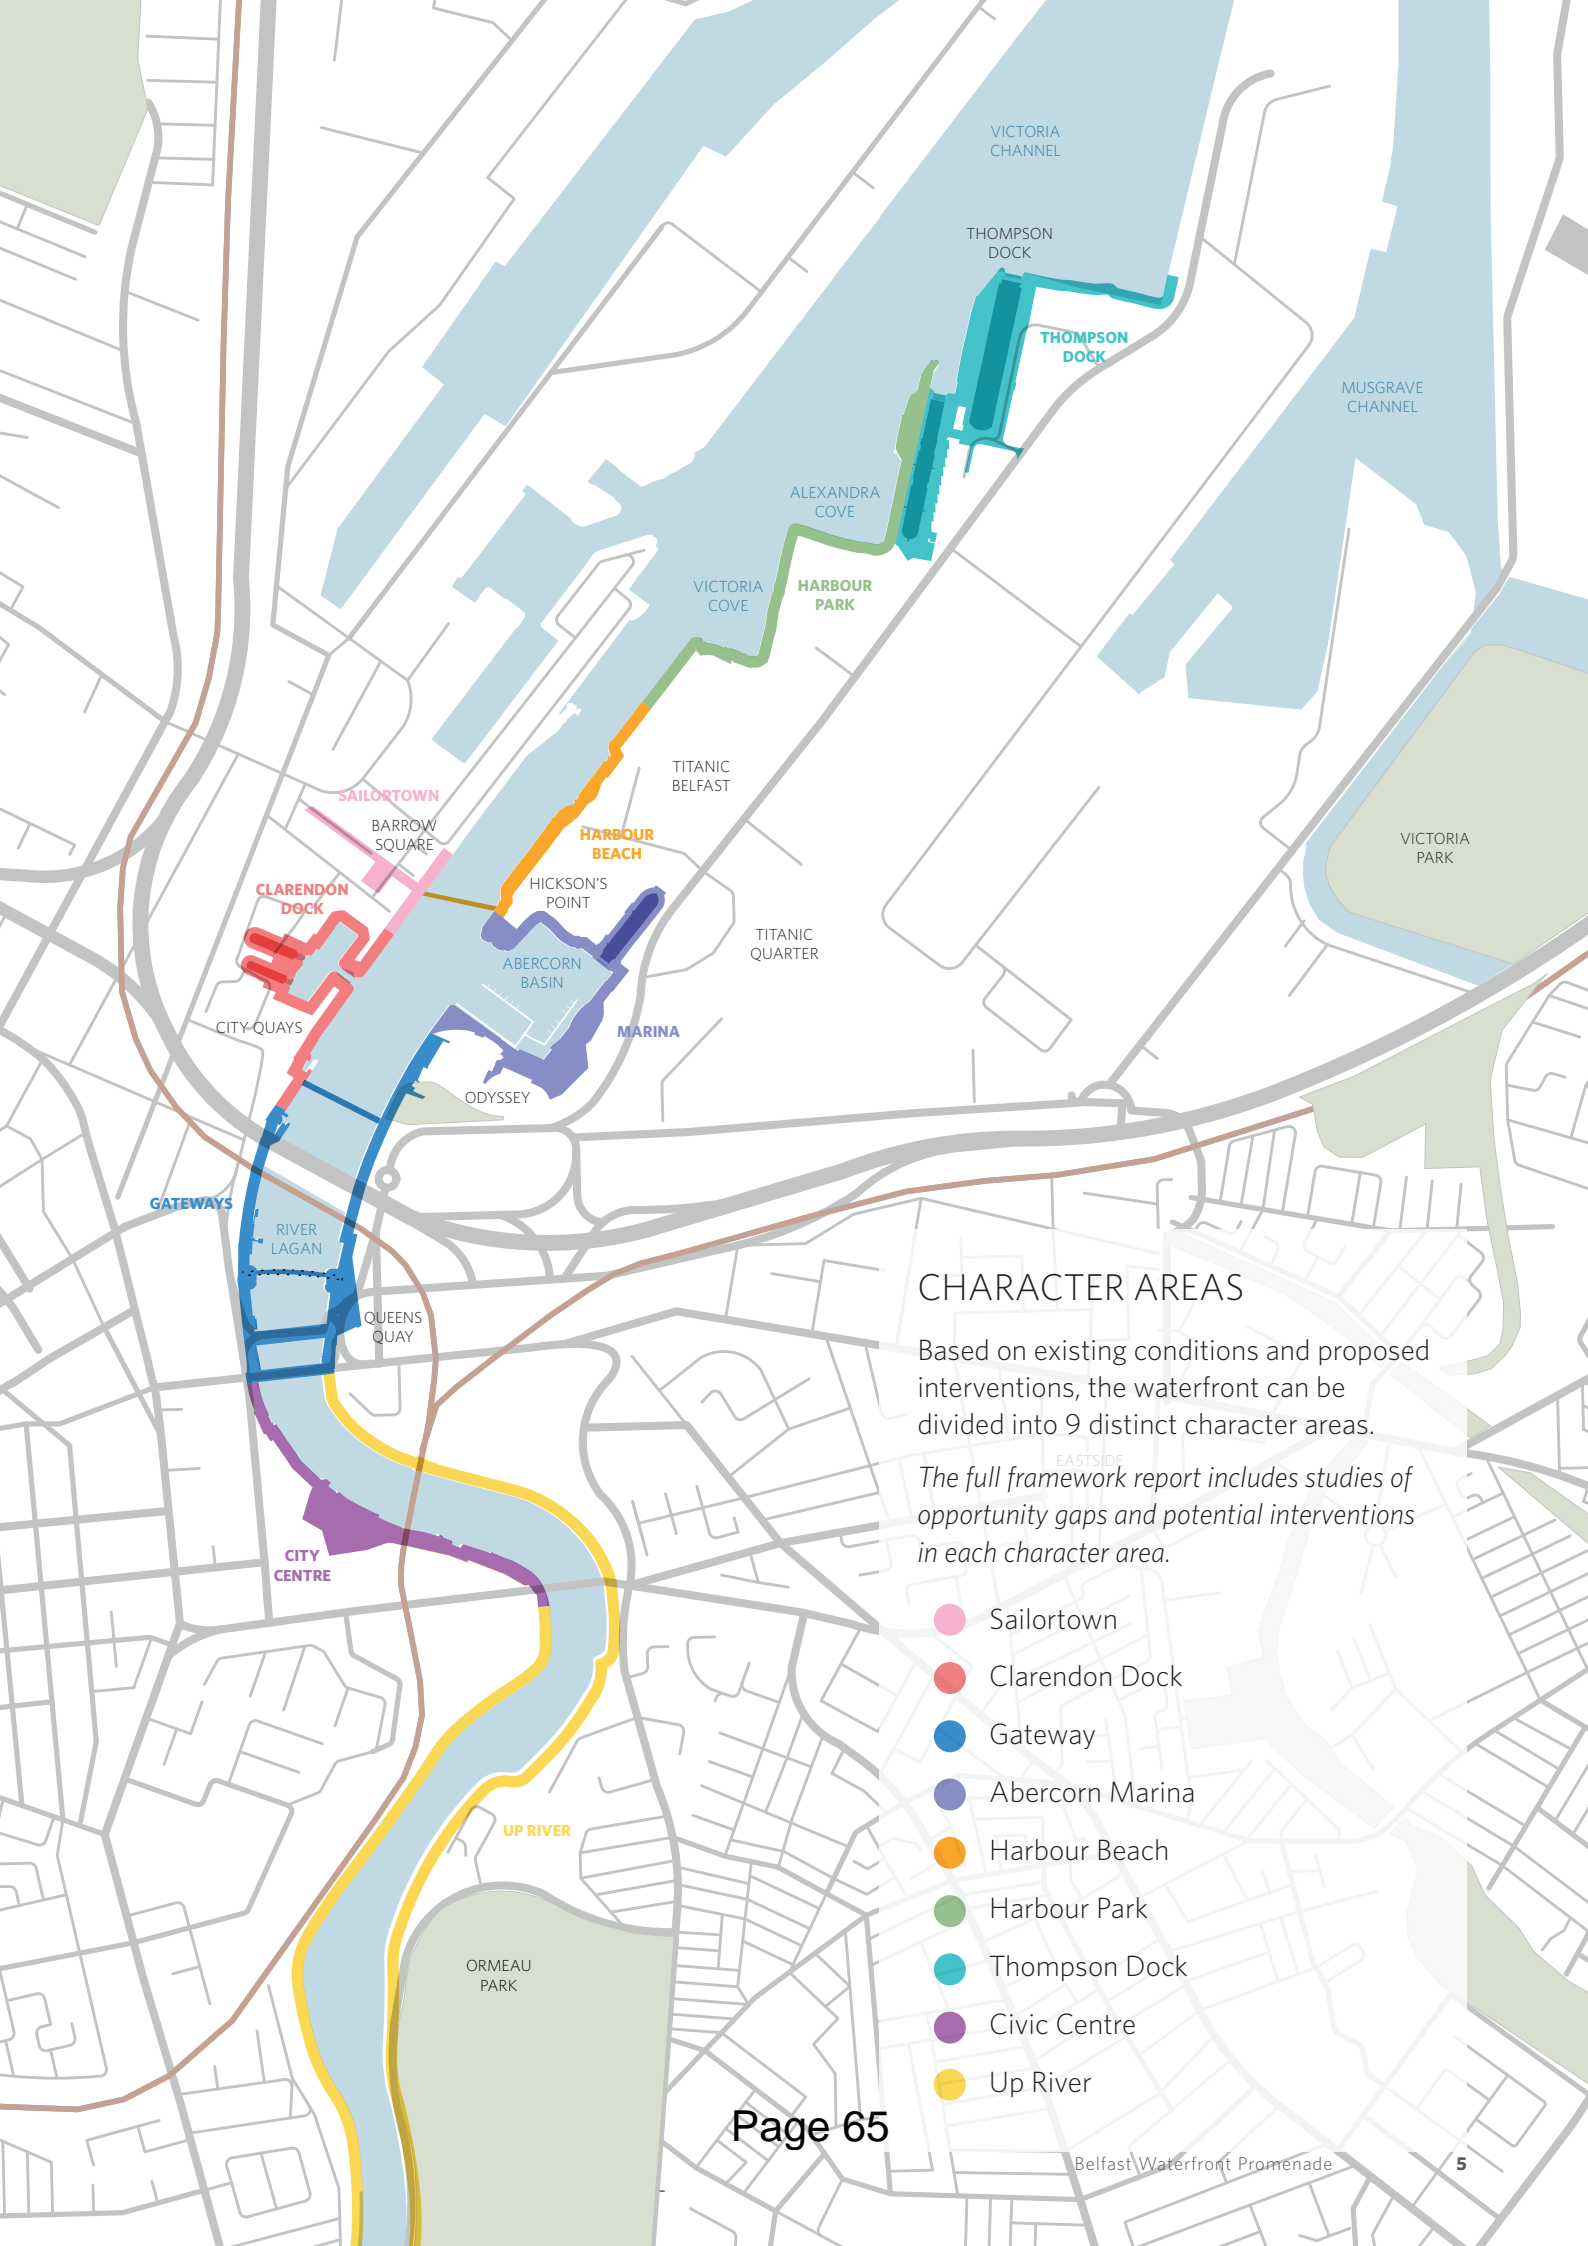 VICTORIA
CHANNEL
THOMPSON
DOCK
THOMPSON
DOCK
MUSGRAVE
CHANNEL
ALEXANDRA
COVE
VICTORIA
COVE
HARBOUR
PARK
TITANIC
BELFAST
SAILORTOWN
BARROW
SQUARE
HARBOUR
BEACH
VICTORIA
PARK
CLARENDON
DOCK
HICKSON'S
POINT
TITANIC
QUARTER
ABERCORN
BASIN
CITY QUAYS
MARINA
ODYSSEY
GATEWAYS
RIVER
LAGAN
QUEENS
QUAY
CITY
CENTRE
UP RIVER
ORMEAU
PARK
CHARACTER AREAS
Based on existing conditions and proposed
interventions, the waterfront can be
divided into 9 distinct character areas.
EASTSIDE
The full framework report includes studies of
opportunity gaps and potential interventions
in each character area.
Sailortown
Clarendon Dock
Gateway
Abercorn Marina
Harbour Beach
Harbour Park
Thompson Dock
Civic Centre
Up River
Page 65
Belfast Waterfront Promenade 5